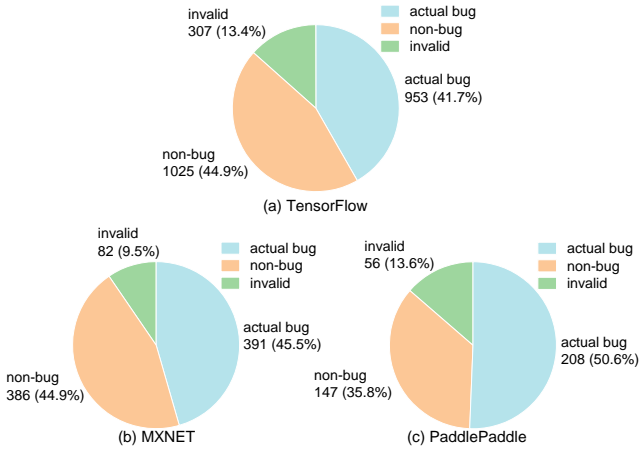 invalid
307 (13.4%)
actual bug
non-bug
invalid
actual bug
953 (41.7%)
non-bug
1025 (44.9%)
(a) TensorFlow
invalid
82 (9.5%)
actual bug
non-bug
invalid
actual bug
391 (45.5%)
non-bug
386 (44.9%)
(b) MXNET
invalid
56 (13.6%)
actual bug
non-bug
invalid
actual bug
208 (50.6%)
non-bug
147 (35.8%)
(c) PaddlePaddle